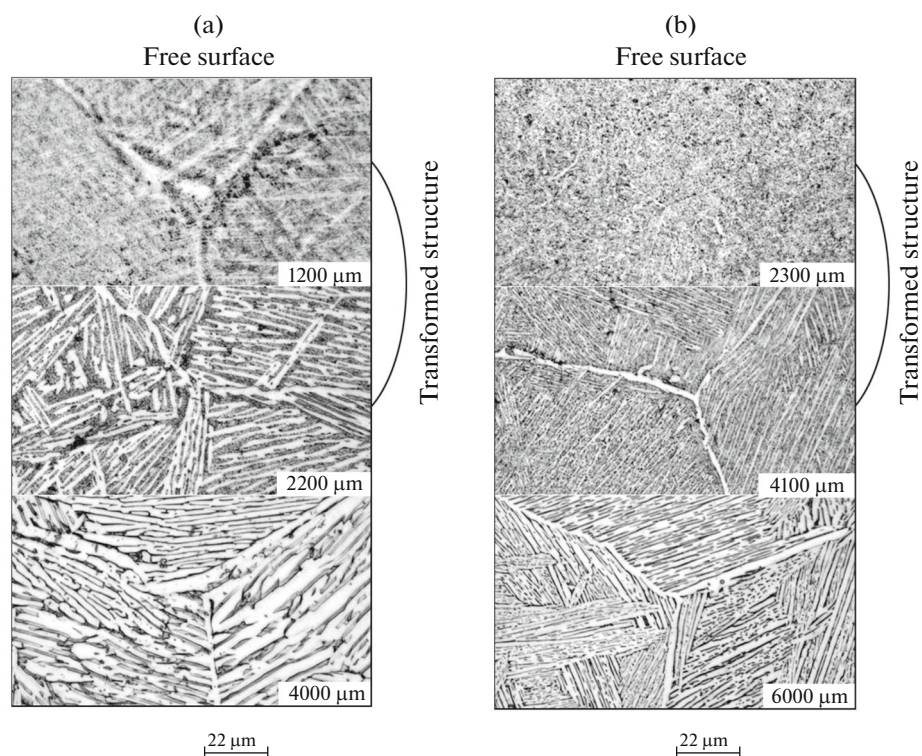 (a)
Free surface
1200 μm
2200 μm
4000 μm
Transformed structure
22 μm
(b)
Free surface
2300 μm
4100 μm
6000 μm
Transformed structure
22 μm